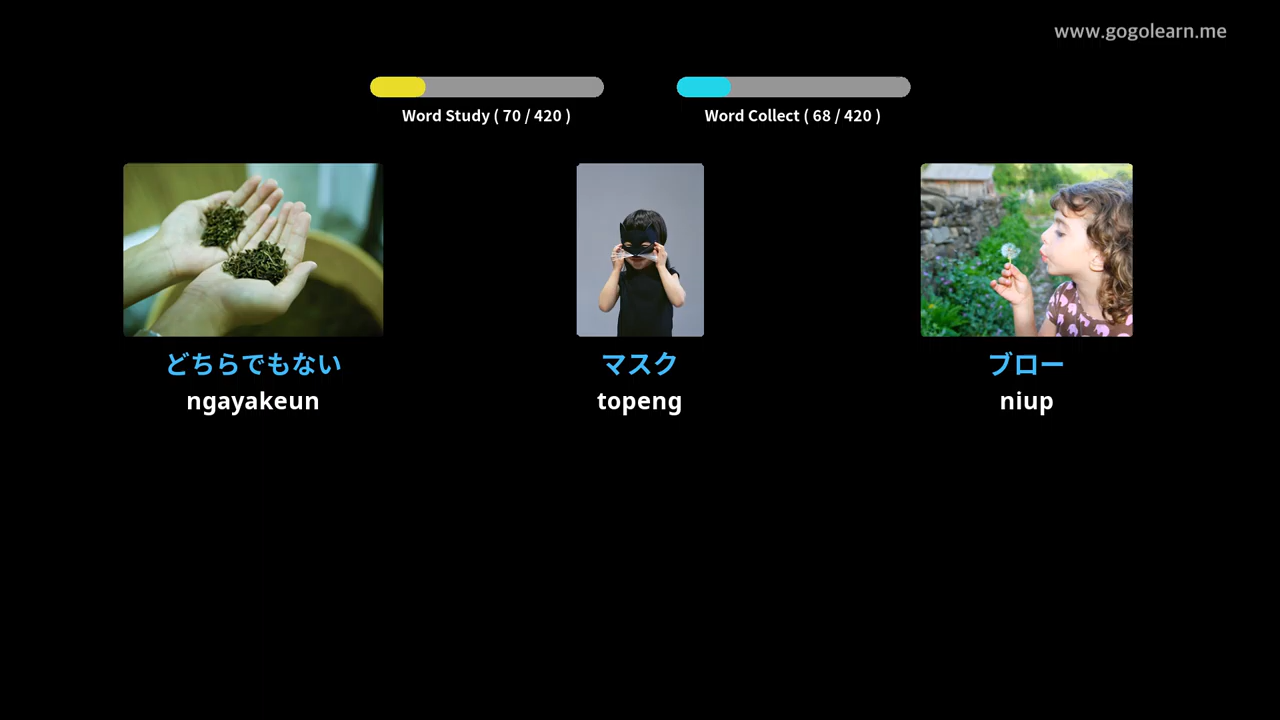 www.gogolearn.me
Word Study ( 70 / 420 )
Word Collect ( 68 / 420 )
どちらでもない
ngayakeun
マスク
topeng
ブロー
niup